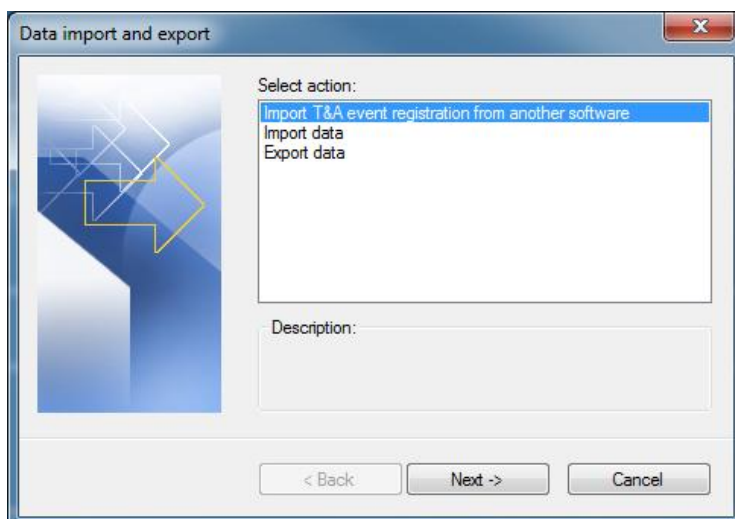 Data import and export
Select action:
Import T&A event registration from another software
Import data
Export data
Description:
< Back
Next ->
Cancel